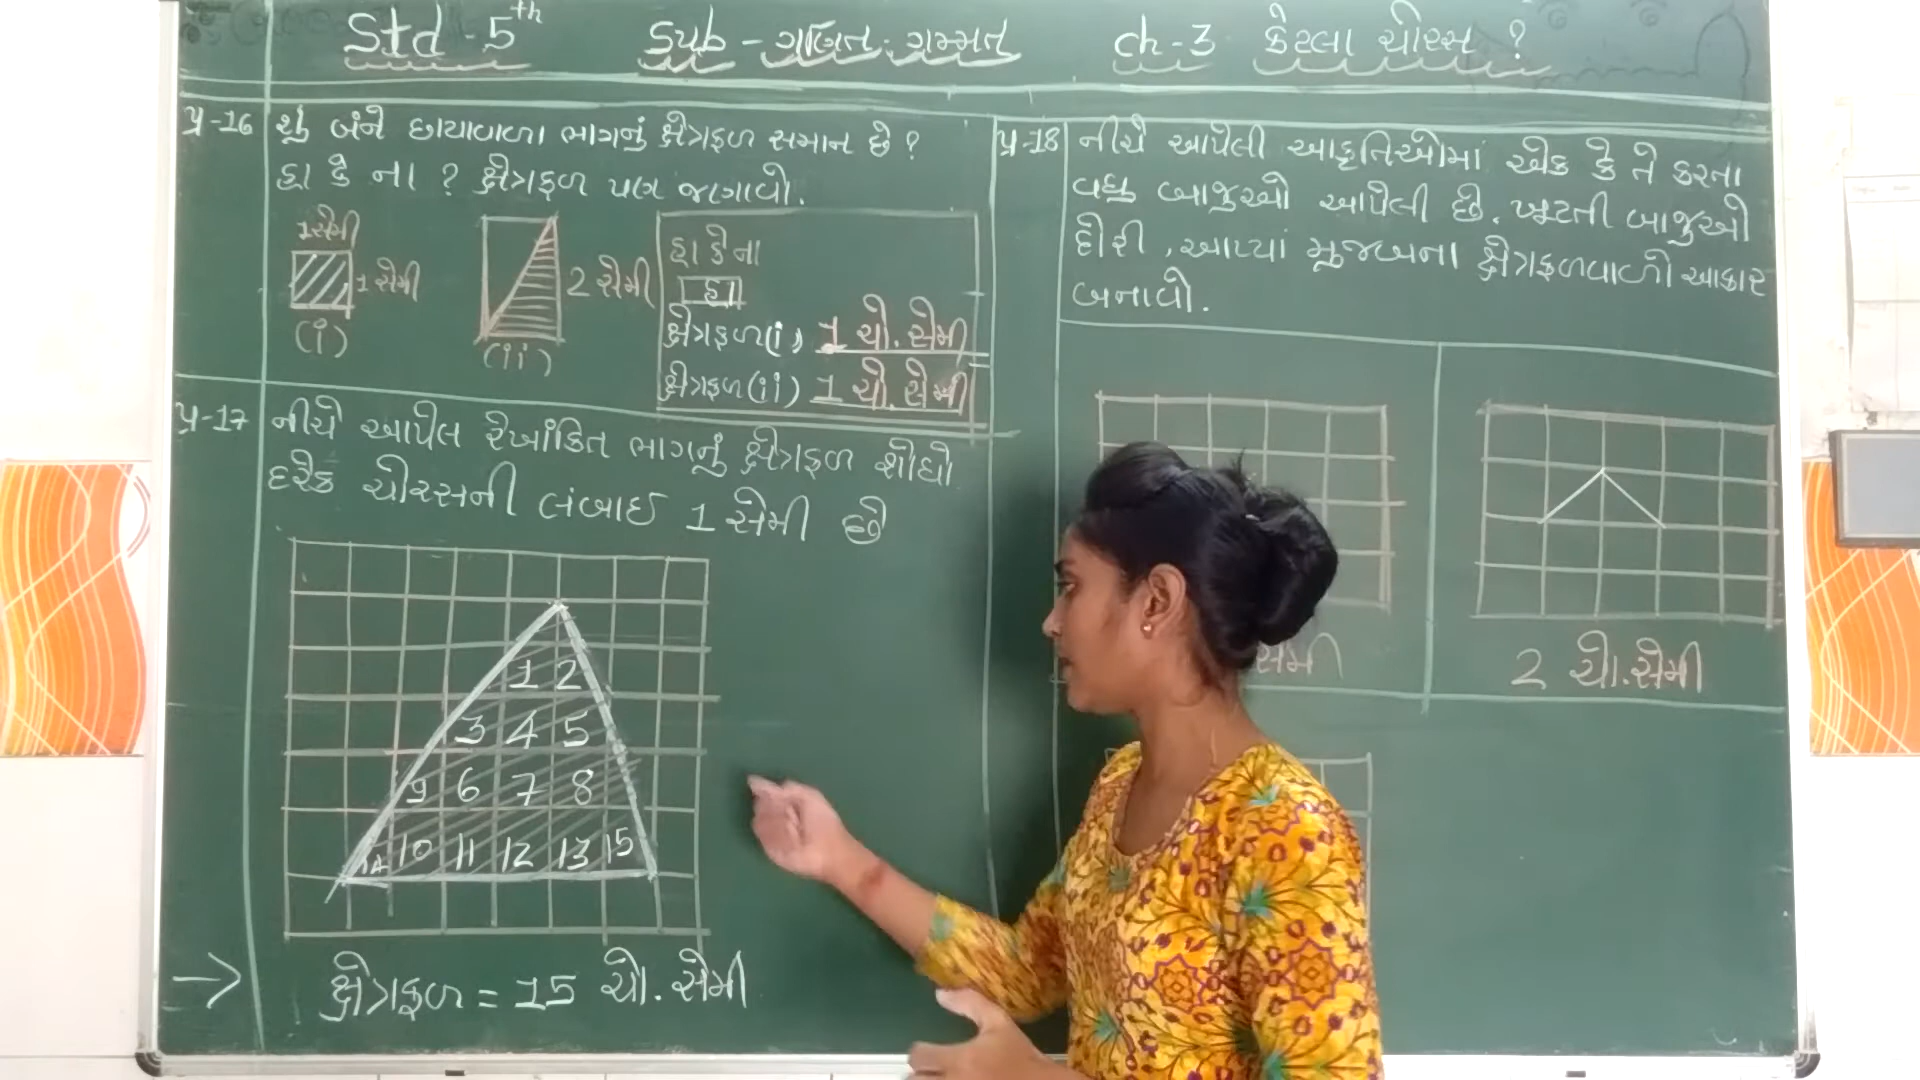 Std - 5th Sub - ગણિત - ગમ્મત ch-3 કેટલા ચોરસ ?
પ્ર-16 શું બંને છાયાવાળા ભાગનું ક્ષેત્રફળ સમાન છે ?
હા કે ના ? ક્ષેત્રફળ પણ જણાવો.
1 સેમી
1 સેમી
(i)
2 સેમી
(ii)
હા કે ના
હા
ક્ષેત્રફળ (i) 1 ચો. સેમી
ક્ષેત્રફળ (ii) 1 ચો. સેમી
પ્ર-17 નીચે આપેલ રેખાંકિત ભાગનું ક્ષેત્રફળ શોધો
દરેક ચોરસની લંબાઈ 1 સેમી છે
1 2
3 4 5
9 6 7 8
14 10 11 12 13 15
→ ક્ષેત્રફળ = 15 ચો. સેમી
પ્ર-18 નીચે આપેલી આકૃતિઓમાં એક કે તે કરતા
વધુ બાજુઓ આપેલી છે. ખૂટતી બાજુઓ
દોરી, આપ્યાં મુજબના ક્ષેત્રફળવાળો આકાર
બનાવો.
સેમી
2 ચો. સેમી